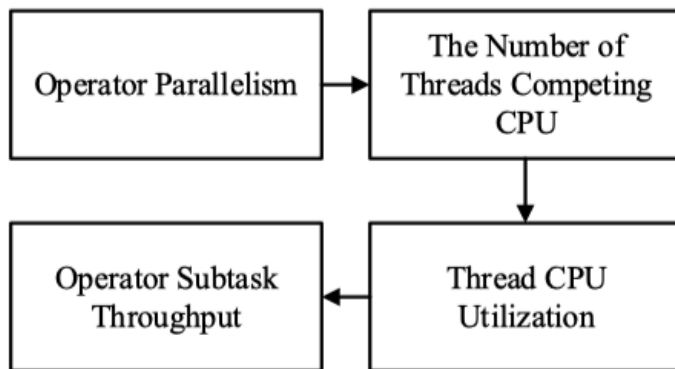 Operator Parallelism
The Number of
Threads Competing
CPU
Thread CPU
Utilization
Operator Subtask
Throughput